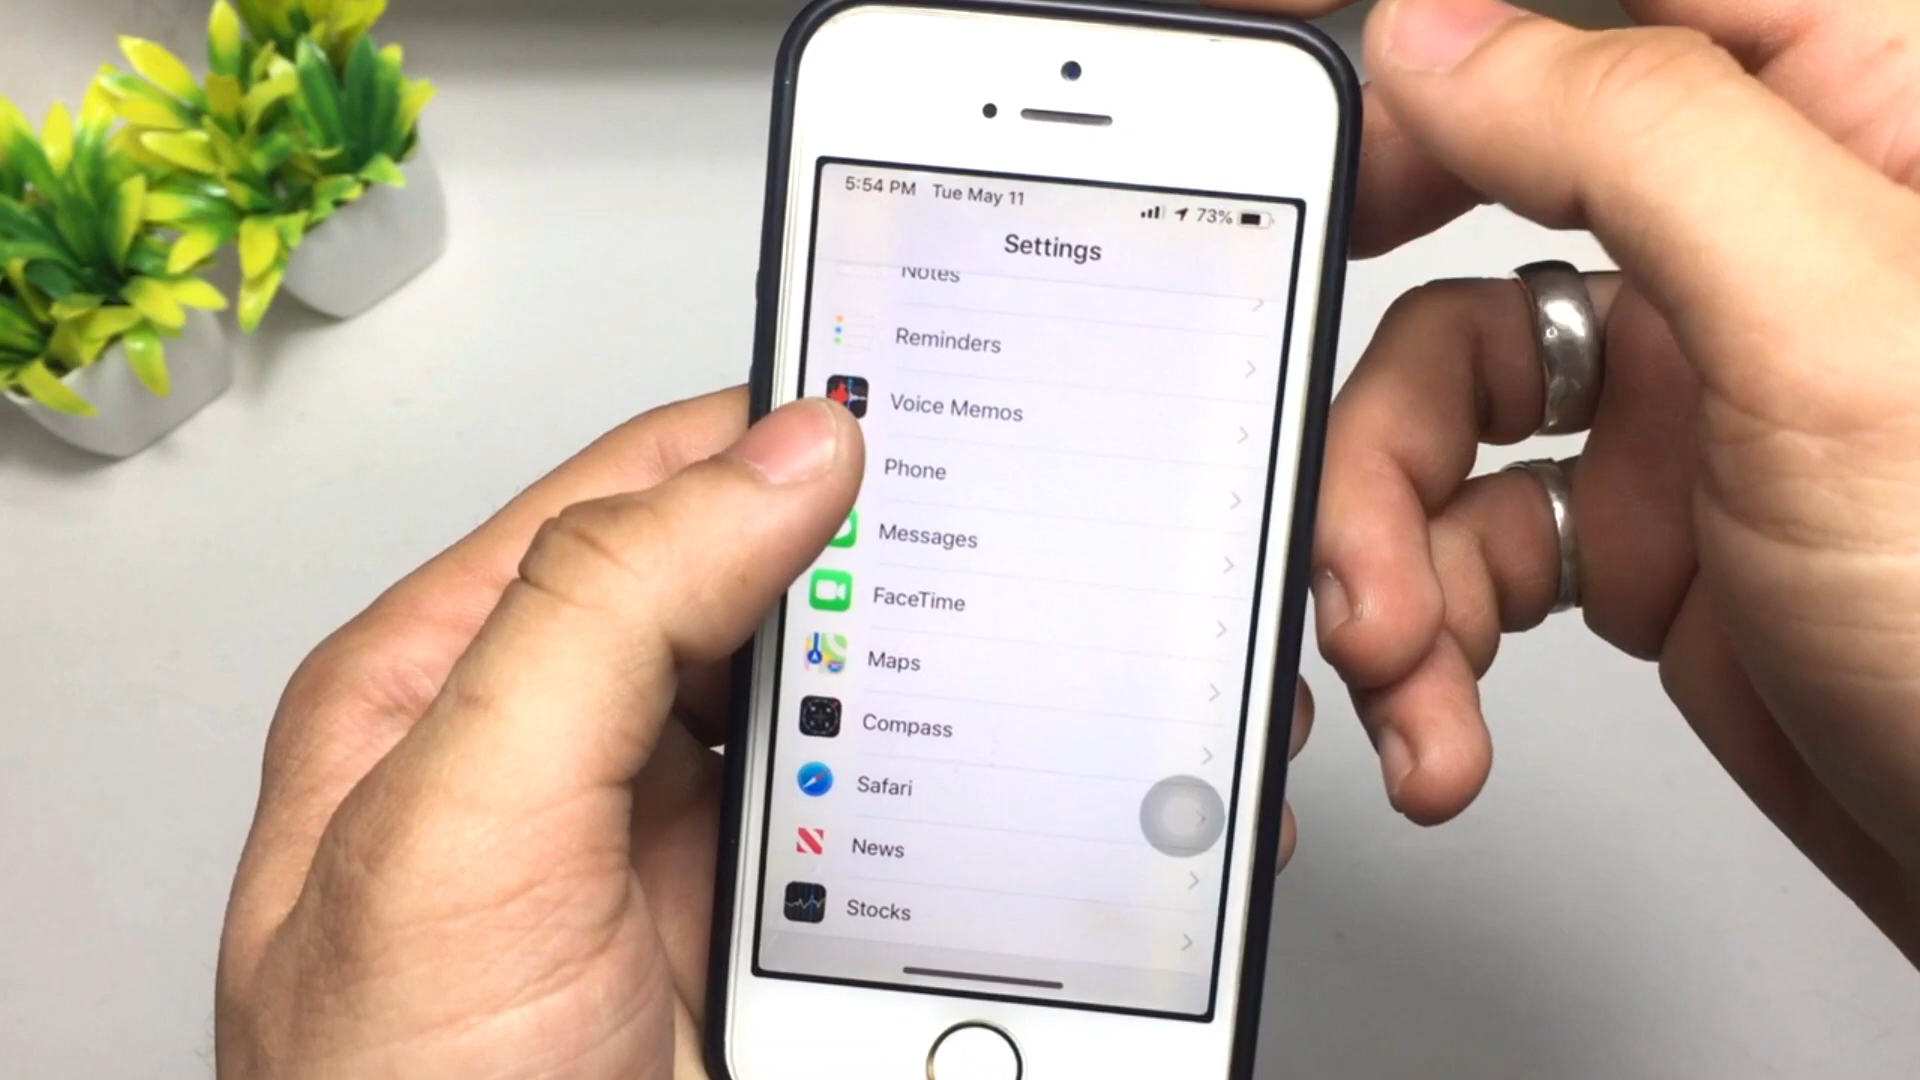 5:54 PM Tue May 11
73%
Settings
Notes
Reminders
Voice Memos
Phone
Messages
FaceTime
Maps
Compass
Safari
News
Stocks